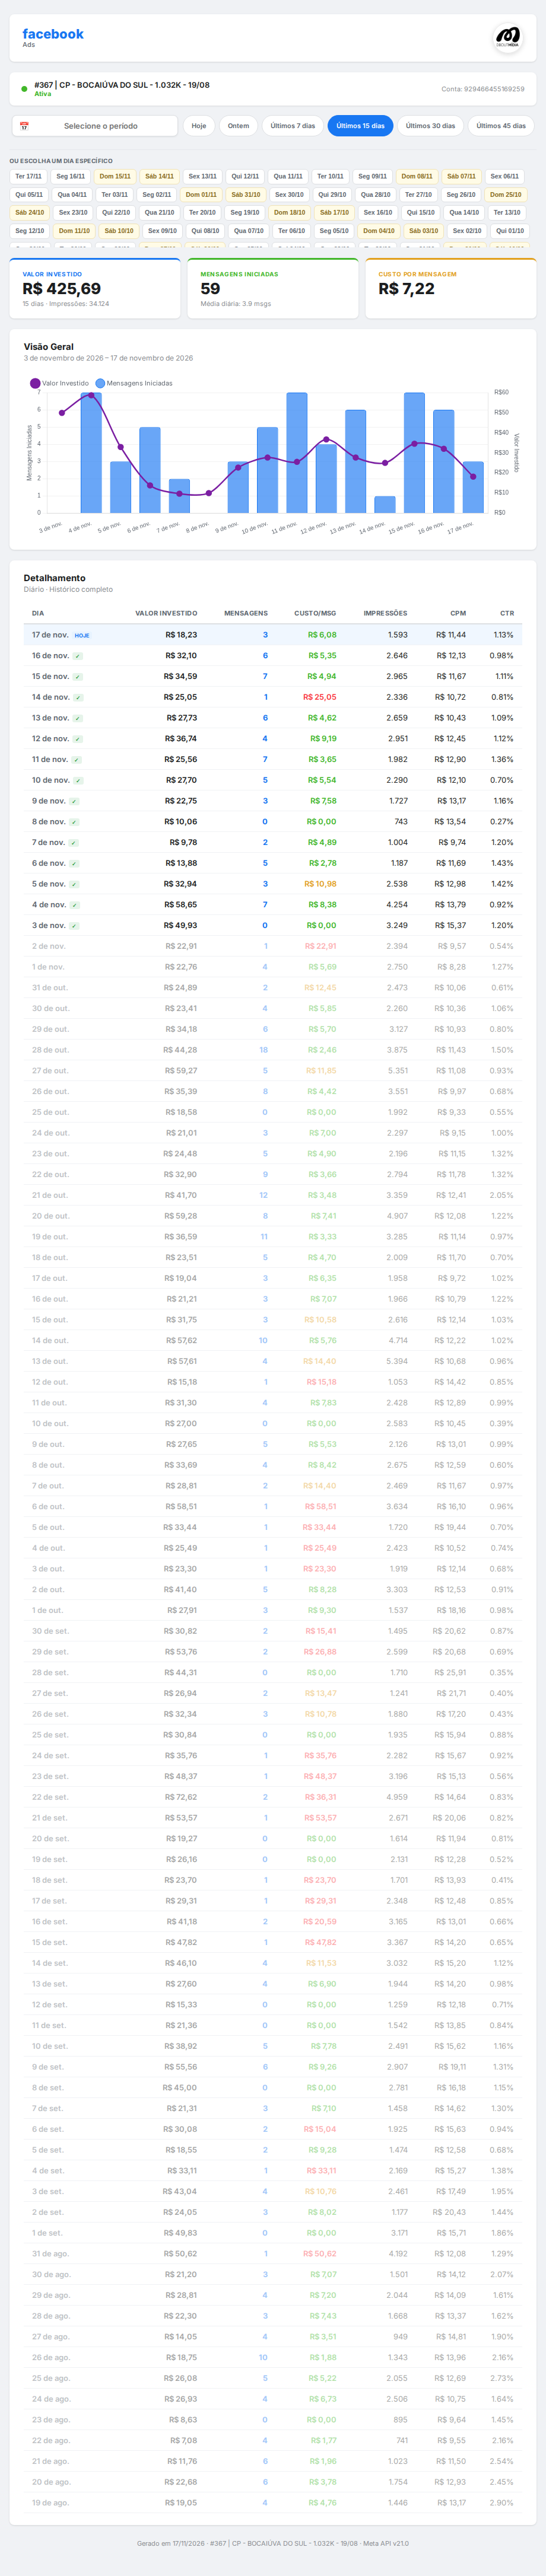 facebook
Ads
#367 | CP - BOCAIÚVA DO SUL - 1.032K - 19/08
Ativa
Conta: 929466455169259
Selecione o período
Hoje
Ontem
Últimos 7 dias
Últimos 15 dias
Últimos 30 dias
Últimos 45 dias
OU ESCOLHA UM DIA ESPECÍFICO
Ter 17/11 Seg 16/11 Dom 15/11 Sáb 14/11 Sex 13/11 Qui 12/11 Qua 11/11 Ter 10/11 Seg 09/11 Dom 08/11 Sáb 07/11 Sex 06/11
Qui 05/11 Qua 04/11 Ter 03/11 Seg 02/11 Dom 01/11 Sáb 31/10 Sex 30/10 Qui 29/10 Qua 28/10 Ter 27/10 Seg 26/10 Dom 25/10
Sáb 24/10 Sex 23/10 Qui 22/10 Qua 21/10 Ter 20/10 Seg 19/10 Dom 18/10 Sáb 17/10 Sex 16/10 Qui 15/10 Qua 14/10 Ter 13/10
Seg 12/10 Dom 11/10 Sáb 10/10 Sex 09/10 Qui 08/10 Qua 07/10 Ter 06/10 Seg 05/10 Dom 04/10 Sáb 03/10 Sex 02/10 Qui 01/10
VALOR INVESTIDO
R$ 425,69
15 dias · Impressões: 34.124
MENSAGENS INICIADAS
59
Média diária: 3.9 msgs
CUSTO POR MENSAGEM
R$ 7,22
Visão Geral
3 de novembro de 2026 – 17 de novembro de 2026
Valor Investido Mensagens Iniciadas
Mensagens Iniciadas
7
6
5
4
3
2
1
0
R$60
R$50
R$40
R$30
R$20
R$10
R$0
Valor Investido
3 de nov. 4 de nov. 5 de nov. 6 de nov. 7 de nov. 8 de nov. 9 de nov. 10 de nov. 11 de nov. 12 de nov. 13 de nov. 14 de nov. 15 de nov. 16 de nov. 17 de nov.
Detalhamento
Diário · Histórico completo
DIA VALOR INVESTIDO MENSAGENS CUSTO/MSG IMPRESSÕES CPM CTR
17 de nov. HOJE R$ 18,23 3 R$ 6,08 1.593 R$ 11,44 1.13%
16 de nov. ✓ R$ 32,10 6 R$ 5,35 2.646 R$ 12,13 0.98%
15 de nov. ✓ R$ 34,59 7 R$ 4,94 2.965 R$ 11,67 1.11%
14 de nov. ✓ R$ 25,05 1 R$ 25,05 2.336 R$ 10,72 0.81%
13 de nov. ✓ R$ 27,73 6 R$ 4,62 2.659 R$ 10,43 1.09%
12 de nov. ✓ R$ 36,74 4 R$ 9,19 2.951 R$ 12,45 1.12%
11 de nov. ✓ R$ 25,56 7 R$ 3,65 1.982 R$ 12,90 1.36%
10 de nov. ✓ R$ 27,70 5 R$ 5,54 2.290 R$ 12,10 0.70%
9 de nov. ✓ R$ 22,75 3 R$ 7,58 1.727 R$ 13,17 1.16%
8 de nov. ✓ R$ 10,06 0 R$ 0,00 743 R$ 13,54 0.27%
7 de nov. ✓ R$ 9,78 2 R$ 4,89 1.004 R$ 9,74 1.20%
6 de nov. ✓ R$ 13,88 5 R$ 2,78 1.187 R$ 11,69 1.43%
5 de nov. ✓ R$ 32,94 3 R$ 10,98 2.538 R$ 12,98 1.42%
4 de nov. ✓ R$ 58,65 7 R$ 8,38 4.254 R$ 13,79 0.92%
3 de nov. ✓ R$ 49,93 0 R$ 0,00 3.249 R$ 15,37 1.20%
2 de nov. R$ 22,91 1 R$ 22,91 2.394 R$ 9,57 0.54%
1 de nov. R$ 22,76 4 R$ 5,69 2.750 R$ 8,28 1.27%
31 de out. R$ 24,89 2 R$ 12,45 2.473 R$ 10,06 0.61%
30 de out. R$ 23,41 4 R$ 5,85 2.260 R$ 10,36 1.06%
29 de out. R$ 34,18 6 R$ 5,70 3.127 R$ 10,93 0.80%
28 de out. R$ 44,28 18 R$ 2,46 3.875 R$ 11,43 1.50%
27 de out. R$ 59,27 5 R$ 11,85 5.351 R$ 11,08 0.93%
26 de out. R$ 35,39 8 R$ 4,42 3.551 R$ 9,97 0.68%
25 de out. R$ 18,58 0 R$ 0,00 1.992 R$ 9,33 0.55%
24 de out. R$ 21,01 3 R$ 7,00 2.297 R$ 9,15 1.00%
23 de out. R$ 24,48 5 R$ 4,90 2.196 R$ 11,15 1.32%
22 de out. R$ 32,90 9 R$ 3,66 2.794 R$ 11,78 1.32%
21 de out. R$ 41,70 12 R$ 3,48 3.359 R$ 12,41 2.05%
20 de out. R$ 59,28 8 R$ 7,41 4.907 R$ 12,08 1.22%
19 de out. R$ 36,59 11 R$ 3,33 3.285 R$ 11,14 0.97%
18 de out. R$ 23,51 5 R$ 4,70 2.009 R$ 11,70 0.70%
17 de out. R$ 19,04 3 R$ 6,35 1.958 R$ 9,72 1.02%
16 de out. R$ 21,21 3 R$ 7,07 1.966 R$ 10,79 1.22%
15 de out. R$ 31,75 3 R$ 10,58 2.616 R$ 12,14 1.03%
14 de out. R$ 57,62 10 R$ 5,76 4.714 R$ 12,22 1.02%
13 de out. R$ 57,61 4 R$ 14,40 5.394 R$ 10,68 0.96%
12 de out. R$ 15,18 1 R$ 15,18 1.053 R$ 14,42 0.85%
11 de out. R$ 31,30 4 R$ 7,83 2.428 R$ 12,89 0.99%
10 de out. R$ 27,00 0 R$ 0,00 2.583 R$ 10,45 0.39%
9 de out. R$ 27,65 5 R$ 5,53 2.126 R$ 13,01 0.99%
8 de out. R$ 33,69 4 R$ 8,42 2.675 R$ 12,59 0.60%
7 de out. R$ 28,81 2 R$ 14,40 2.469 R$ 11,67 0.97%
6 de out. R$ 58,51 1 R$ 58,51 3.634 R$ 16,10 0.96%
5 de out. R$ 33,44 1 R$ 33,44 1.720 R$ 19,44 0.70%
4 de out. R$ 25,49 1 R$ 25,49 2.423 R$ 10,52 0.74%
3 de out. R$ 23,30 1 R$ 23,30 1.919 R$ 12,14 0.68%
2 de out. R$ 41,40 5 R$ 8,28 3.303 R$ 12,53 0.91%
1 de out. R$ 27,91 3 R$ 9,30 1.537 R$ 18,16 0.98%
30 de set. R$ 30,82 2 R$ 15,41 1.495 R$ 20,62 0.87%
29 de set. R$ 53,76 2 R$ 26,88 2.599 R$ 20,68 0.69%
28 de set. R$ 44,31 0 R$ 0,00 1.710 R$ 25,91 0.35%
27 de set. R$ 26,94 2 R$ 13,47 1.241 R$ 21,71 0.40%
26 de set. R$ 32,34 3 R$ 10,78 1.880 R$ 17,20 0.43%
25 de set. R$ 30,84 0 R$ 0,00 1.935 R$ 15,94 0.88%
24 de set. R$ 35,76 1 R$ 35,76 2.282 R$ 15,67 0.92%
23 de set. R$ 48,37 1 R$ 48,37 3.196 R$ 15,13 0.56%
22 de set. R$ 72,62 2 R$ 36,31 4.959 R$ 14,64 0.83%
21 de set. R$ 53,57 1 R$ 53,57 2.671 R$ 20,06 0.82%
20 de set. R$ 19,27 0 R$ 0,00 1.614 R$ 11,94 0.81%
19 de set. R$ 26,16 0 R$ 0,00 2.131 R$ 12,28 0.52%
18 de set. R$ 23,70 1 R$ 23,70 1.701 R$ 13,93 0.41%
17 de set. R$ 29,31 1 R$ 29,31 2.348 R$ 12,48 0.85%
16 de set. R$ 41,18 2 R$ 20,59 3.165 R$ 13,01 0.66%
15 de set. R$ 47,82 1 R$ 47,82 3.367 R$ 14,20 0.65%
14 de set. R$ 46,10 4 R$ 11,53 3.032 R$ 15,20 1.12%
13 de set. R$ 27,60 4 R$ 6,90 1.944 R$ 14,20 0.98%
12 de set. R$ 15,33 0 R$ 0,00 1.259 R$ 12,18 0.71%
11 de set. R$ 21,36 0 R$ 0,00 1.542 R$ 13,85 0.84%
10 de set. R$ 38,92 5 R$ 7,78 2.491 R$ 15,62 1.16%
9 de set. R$ 55,56 6 R$ 9,26 2.907 R$ 19,11 1.31%
8 de set. R$ 45,00 0 R$ 0,00 2.781 R$ 16,18 1.15%
7 de set. R$ 21,31 3 R$ 7,10 1.458 R$ 14,62 1.30%
6 de set. R$ 30,08 2 R$ 15,04 1.925 R$ 15,63 0.94%
5 de set. R$ 18,55 2 R$ 9,28 1.474 R$ 12,58 0.68%
4 de set. R$ 33,11 1 R$ 33,11 2.169 R$ 15,27 1.38%
3 de set. R$ 43,04 4 R$ 10,76 2.461 R$ 17,49 1.95%
2 de set. R$ 24,05 3 R$ 8,02 1.177 R$ 20,43 1.44%
1 de set. R$ 49,83 0 R$ 0,00 3.171 R$ 15,71 1.86%
31 de ago. R$ 50,62 1 R$ 50,62 4.192 R$ 12,08 1.29%
30 de ago. R$ 21,20 3 R$ 7,07 1.501 R$ 14,12 2.07%
29 de ago. R$ 28,81 4 R$ 7,20 2.044 R$ 14,09 1.61%
28 de ago. R$ 22,30 3 R$ 7,43 1.668 R$ 13,37 1.62%
27 de ago. R$ 14,05 4 R$ 3,51 949 R$ 14,81 1.90%
26 de ago. R$ 18,75 10 R$ 1,88 1.343 R$ 13,96 2.16%
25 de ago. R$ 26,08 5 R$ 5,22 2.055 R$ 12,69 2.73%
24 de ago. R$ 26,93 4 R$ 6,73 2.506 R$ 10,75 1.64%
23 de ago. R$ 8,63 0 R$ 0,00 895 R$ 9,64 1.45%
22 de ago. R$ 7,08 4 R$ 1,77 741 R$ 9,55 2.16%
21 de ago. R$ 11,76 6 R$ 1,96 1.023 R$ 11,50 2.54%
20 de ago. R$ 22,68 6 R$ 3,78 1.754 R$ 12,93 2.45%
19 de ago. R$ 19,05 4 R$ 4,76 1.446 R$ 13,17 2.90%
Gerado em 17/11/2026 · #367 | CP - BOCAIÚVA DO SUL - 1.032K - 19/08 · Meta API v21.0